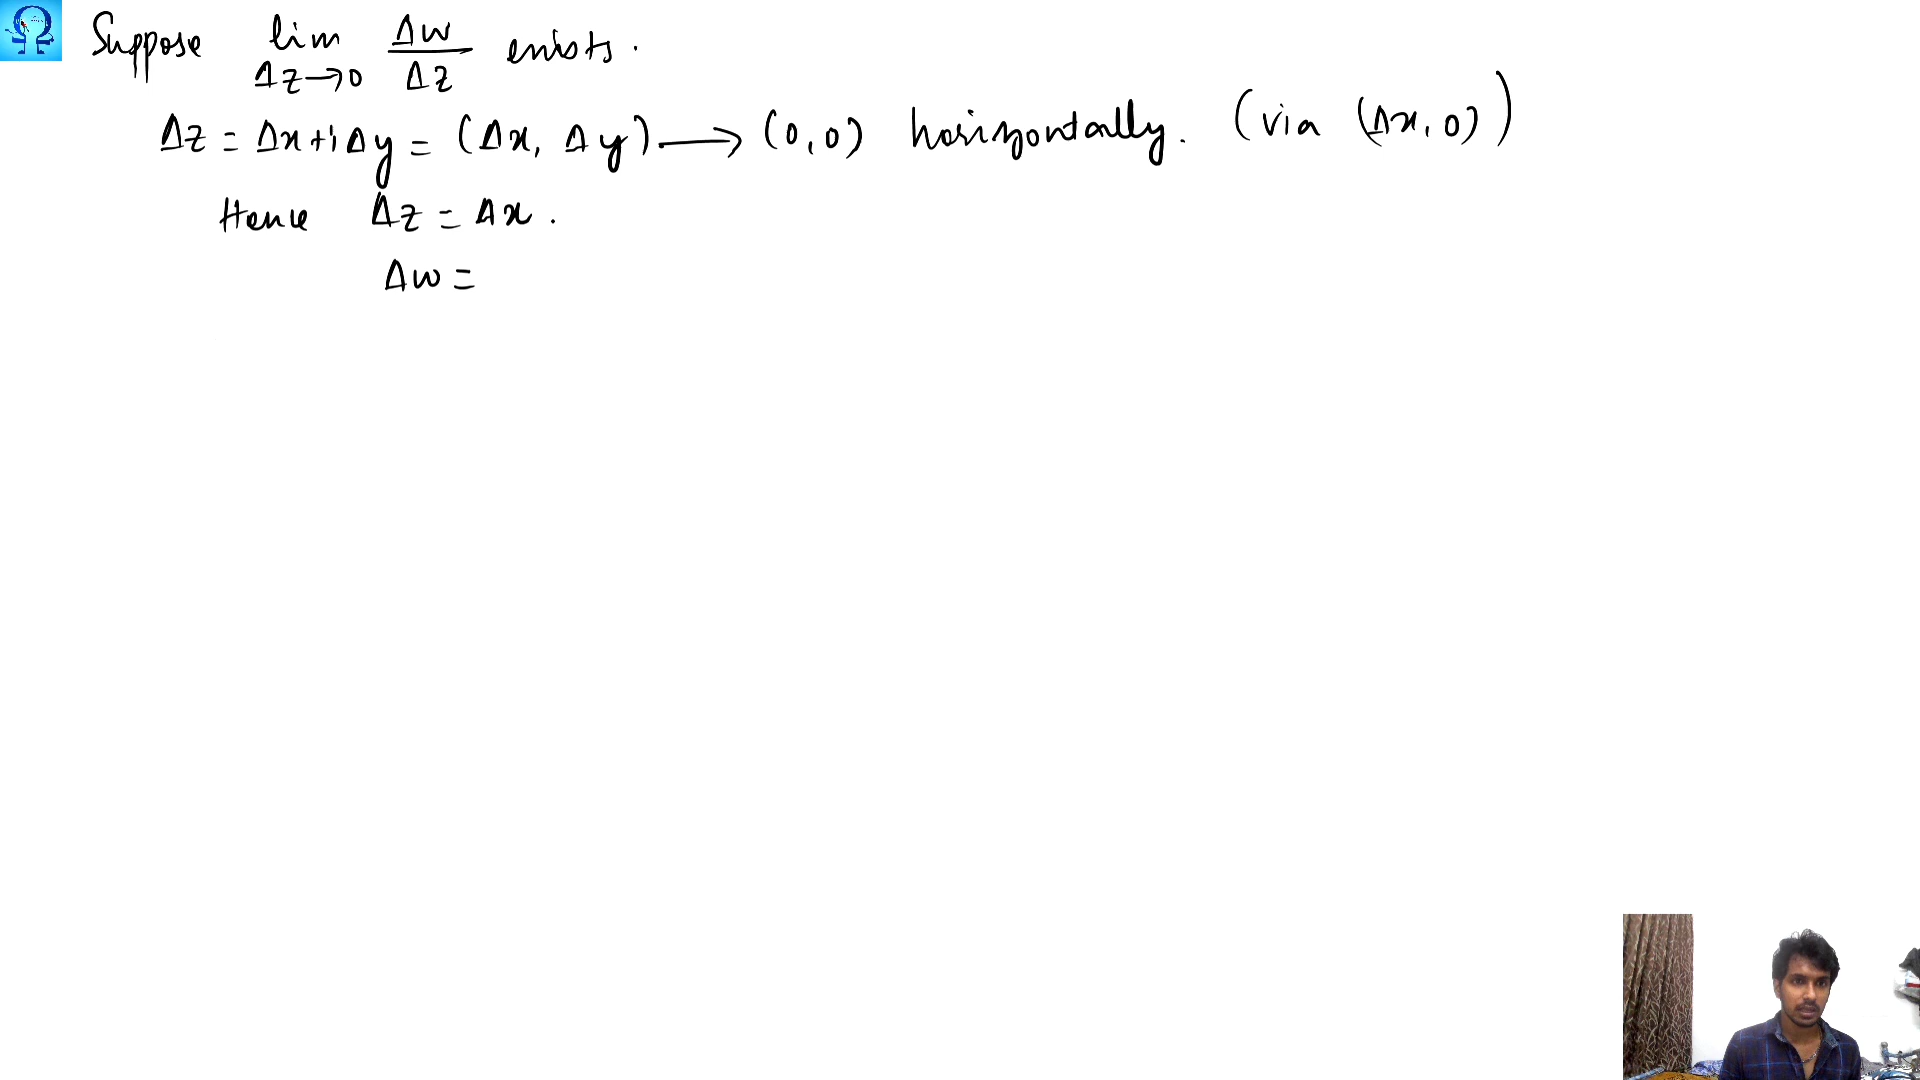 Suppose lim Δz→0 Δw/Δz exists.
Δz = Δx+iΔy = (Δx, Δy) → (0,0) horizontally. (via (Δx, 0))
Hence Δz = Δx.
Δw =